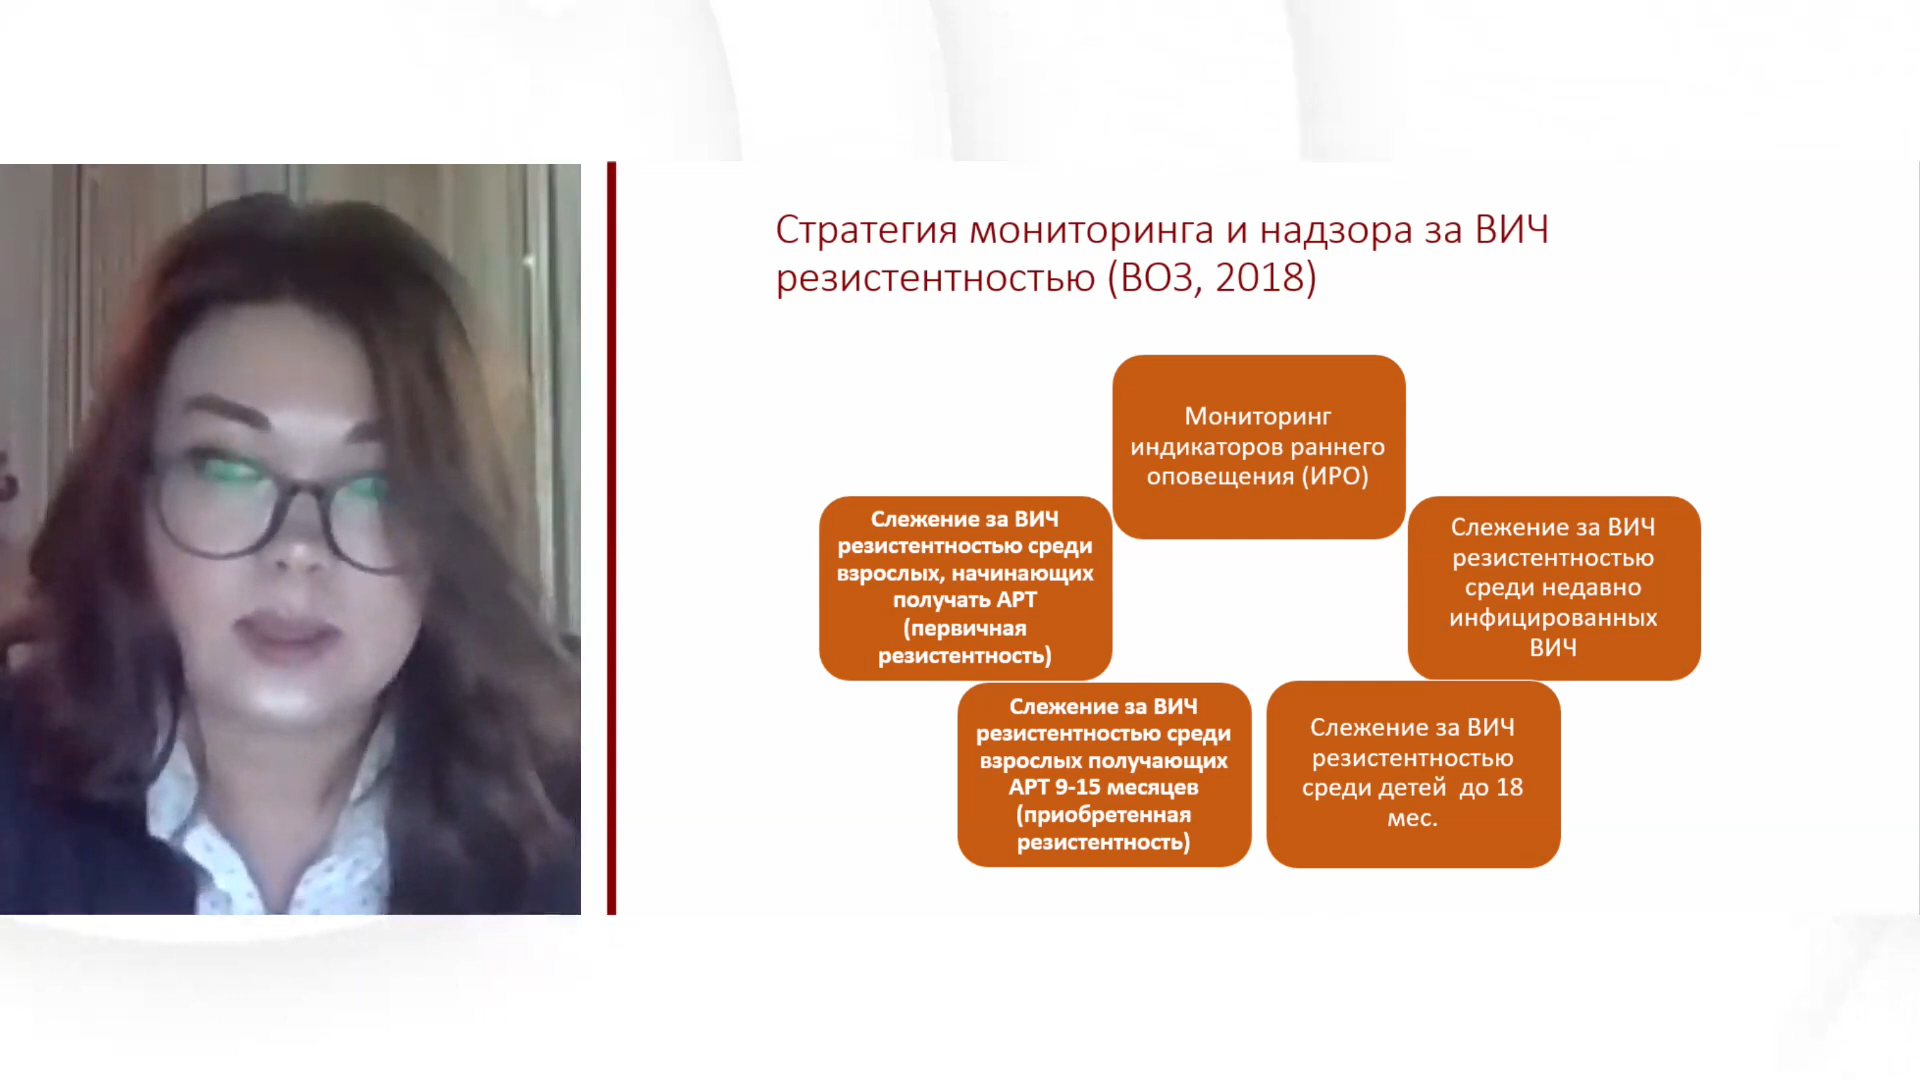 Стратегия мониторинга и надзора за ВИЧ
резистентностью (ВОЗ, 2018)
Мониторинг
индикаторов раннего
оповещения (ИРО)
Слежение за ВИЧ
резистентностью среди
взрослых, начинающих
получать АРТ
(первичная
резистентность)
Слежение за ВИЧ
резистентностью
среди недавно
инфицированных
ВИЧ
Слежение за ВИЧ
резистентностью среди
взрослых получающих
АРТ 9-15 месяцев
(приобретенная
резистентность)
Слежение за ВИЧ
резистентностью
среди детей  до 18
мес.